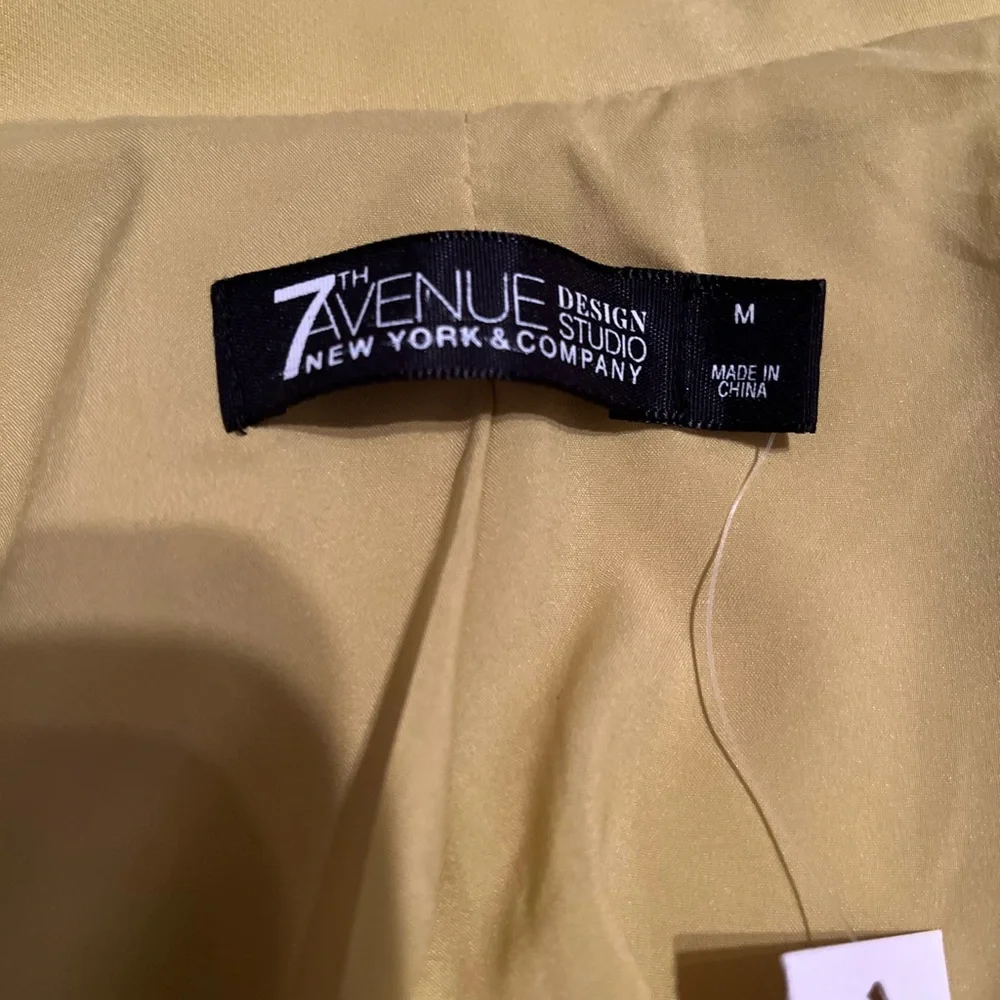 7TH AVENUE DESIGN STUDIO
NEW YORK & COMPANY
M
MADE IN
CHINA